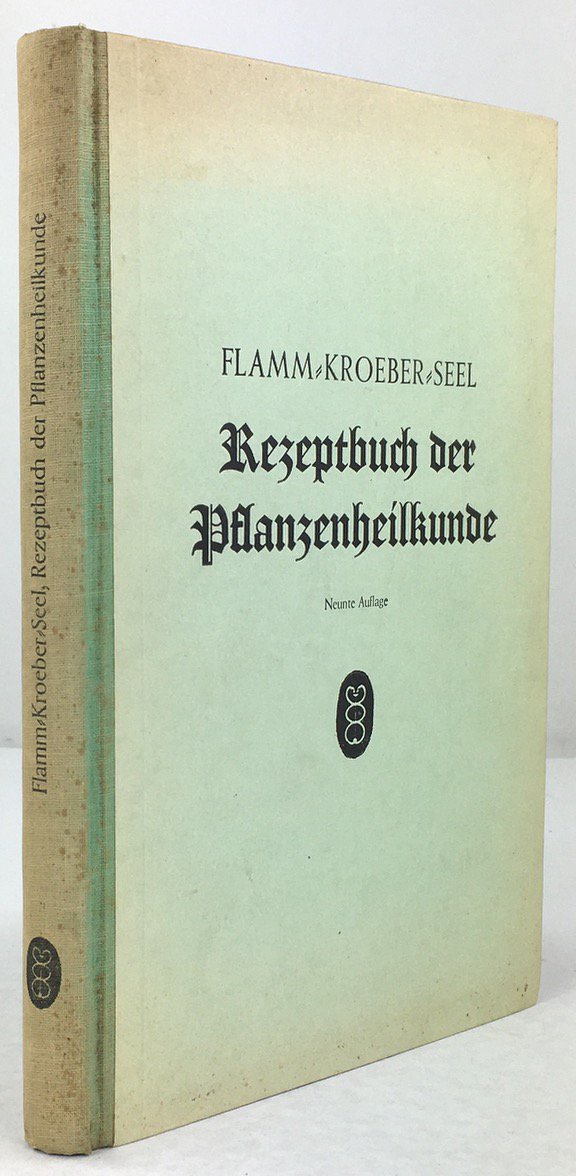 FLAMM⸗KROEBER⸗SEEL
Rezeptbuch der
Pflanzenheilkunde
Neunte Auflage
Flamm⸗Kroeber⸗Seel, Rezeptbuch der Pflanzenheilkunde